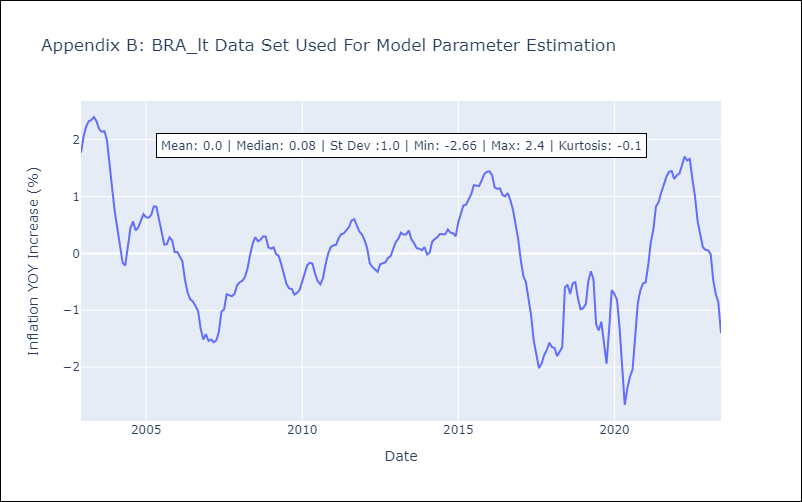 Appendix B: BRA_lt Data Set Used For Model Parameter Estimation
Mean: 0.0 | Median: 0.08 | St Dev :1.0 | Min: -2.66 | Max: 2.4 | Kurtosis: -0.1
Inflation YOY Increase (%)
2
1
0
−1
−2
2005
2010
2015
2020
Date